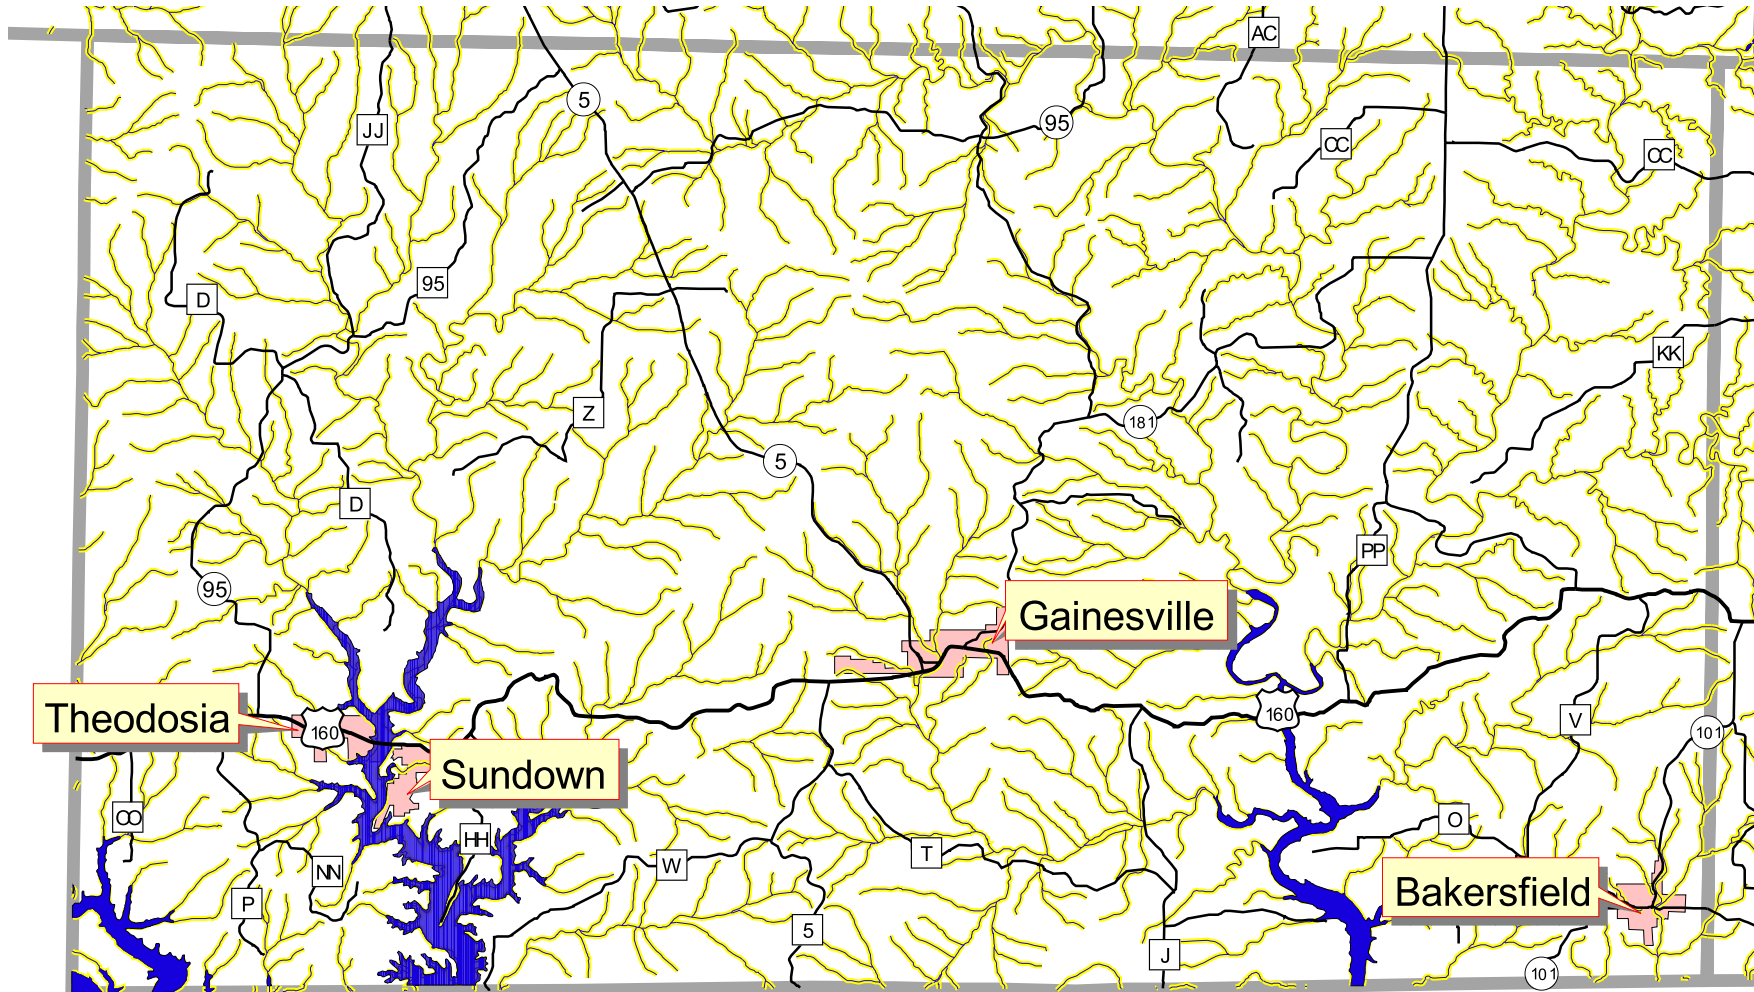 AC
5
95
JJ
CC
CC
95
D
KK
Z
181
5
D
PP
95
Gainesville
Theodosia
160
160
V
101
Sundown
CO
HH
O
T
W
NN
Bakersfield
P
5
J
101